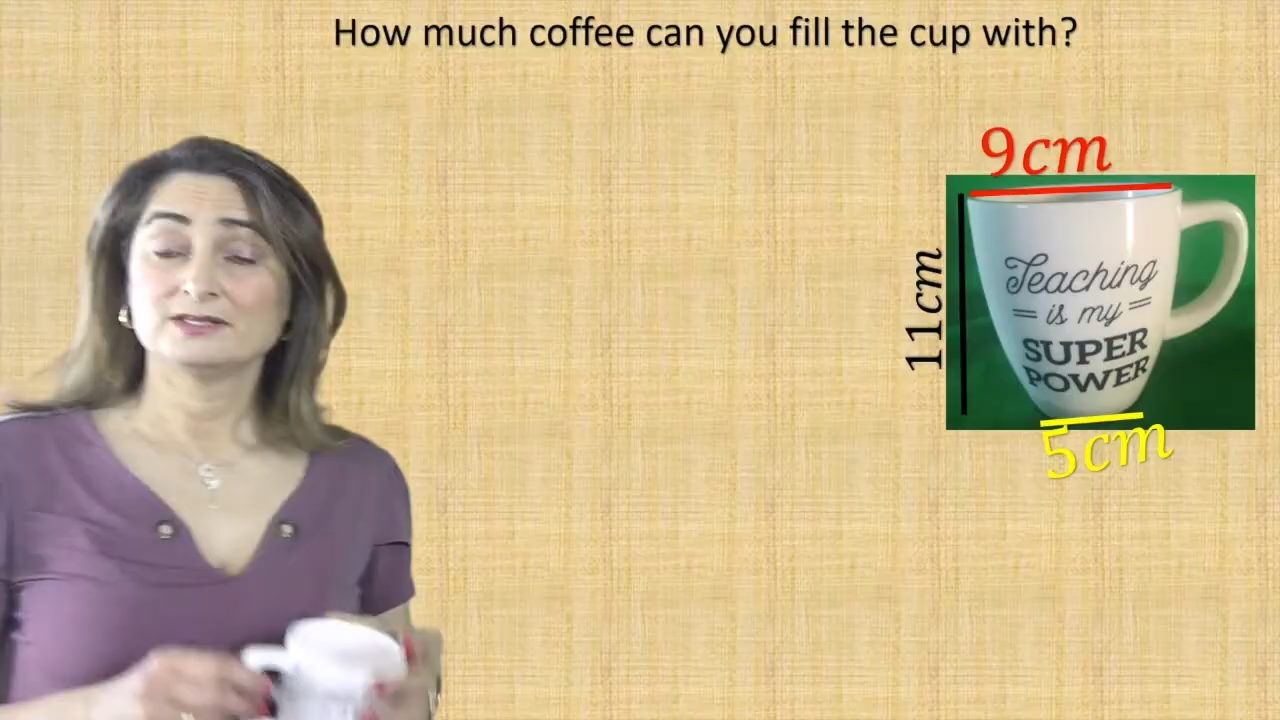 How much coffee can you fill the cup with?
9cm
11cm
Teaching
is my
SUPER
POWER
5cm